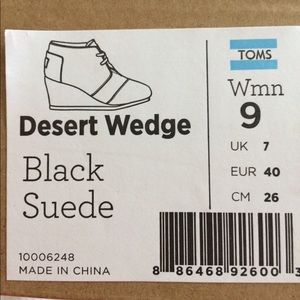 TOMS
Desert Wedge
Black
Suede
10006248
MADE IN CHINA
Wmn
9
UK 7
EUR 40
CM 26
8 86468 92600 3